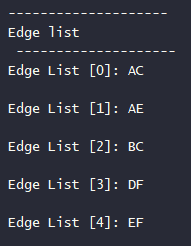 --------------------
Edge list
--------------------
Edge List [0]: AC
Edge List [1]: AE
Edge List [2]: BC
Edge List [3]: DF
Edge List [4]: EF